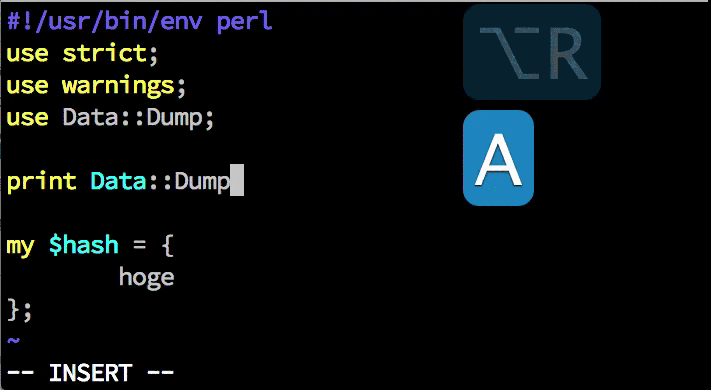 #!/usr/bin/env perl
use strict;
use warnings;
use Data::Dump;
print Data::Dump
my $hash = {
hoge
};
~
-- INSERT --
⌥R
A